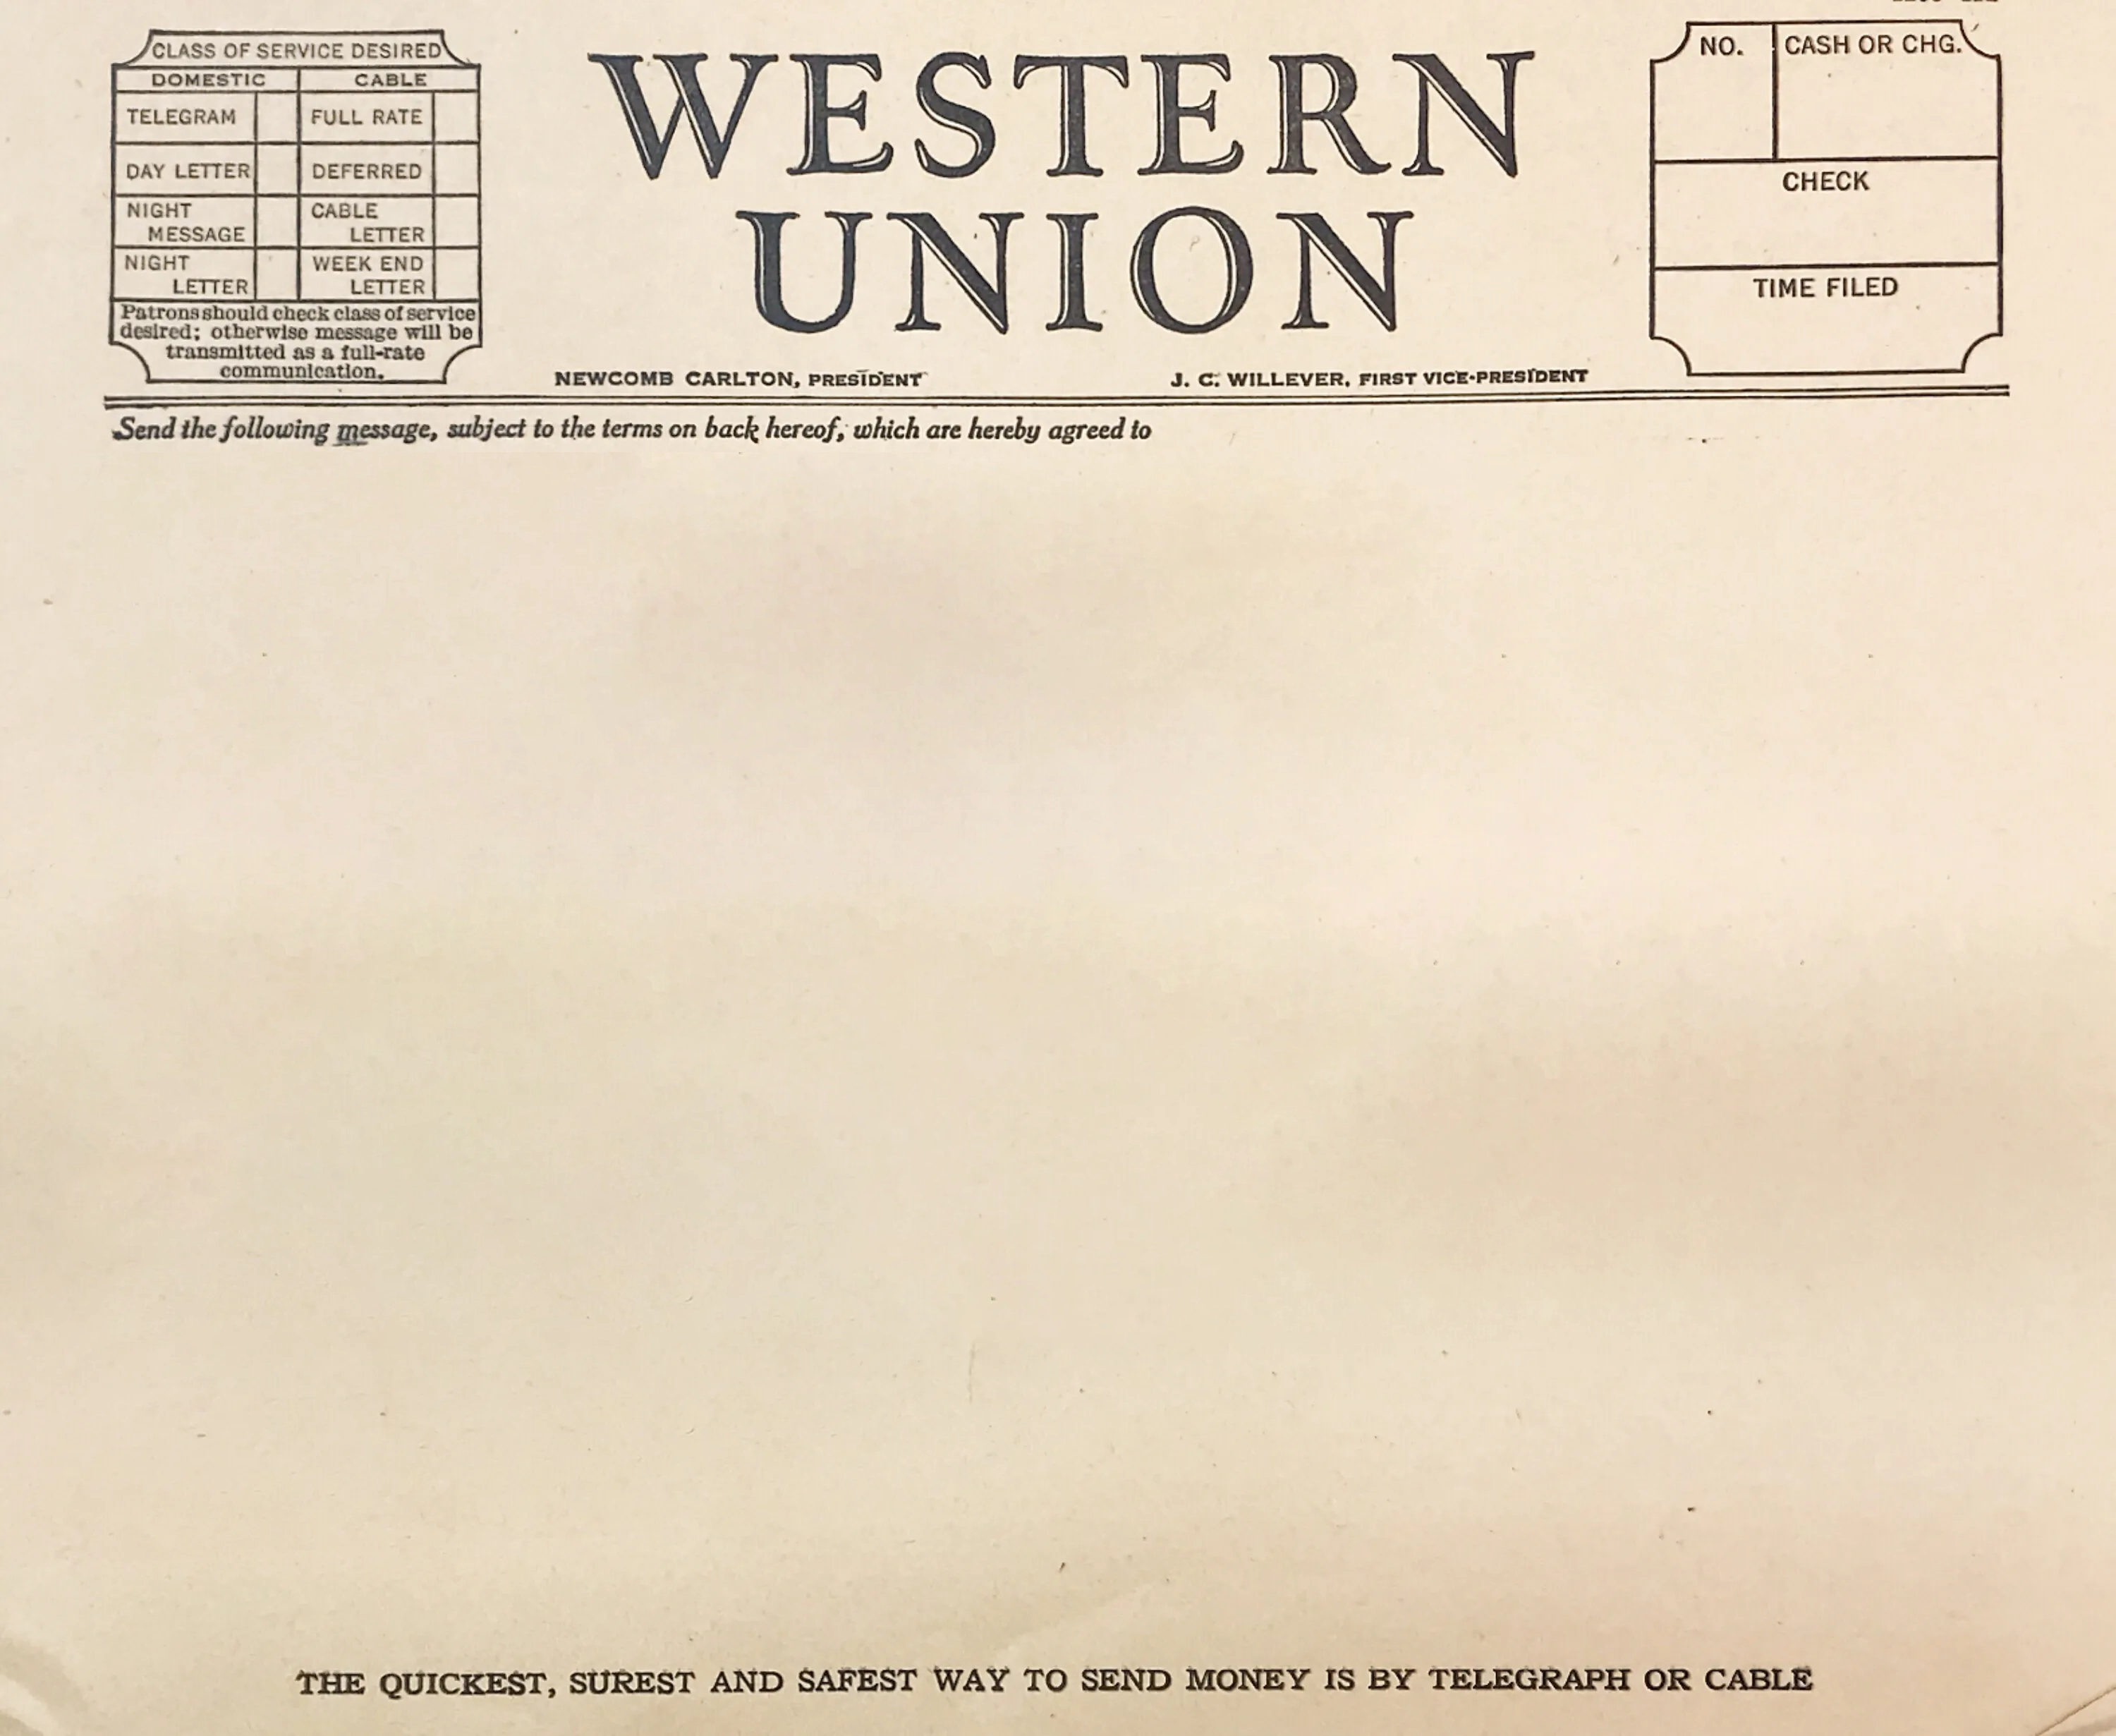 CLASS OF SERVICE DESIRED
DOMESTIC CABLE
TELEGRAM FULL RATE
DAY LETTER DEFERRED
NIGHT MESSAGE CABLE LETTER
NIGHT LETTER WEEK END LETTER
Patrons should check class of service
desired; otherwise message will be
transmitted as a full-rate
communication.
WESTERN
UNION
NEWCOMB CARLTON, PRESIDENT J. C. WILLEVER, FIRST VICE-PRESIDENT
NO. CASH OR CHG.
CHECK
TIME FILED
Send the following message, subject to the terms on back hereof, which are hereby agreed to
THE QUICKEST, SUREST AND SAFEST WAY TO SEND MONEY IS BY TELEGRAPH OR CABLE